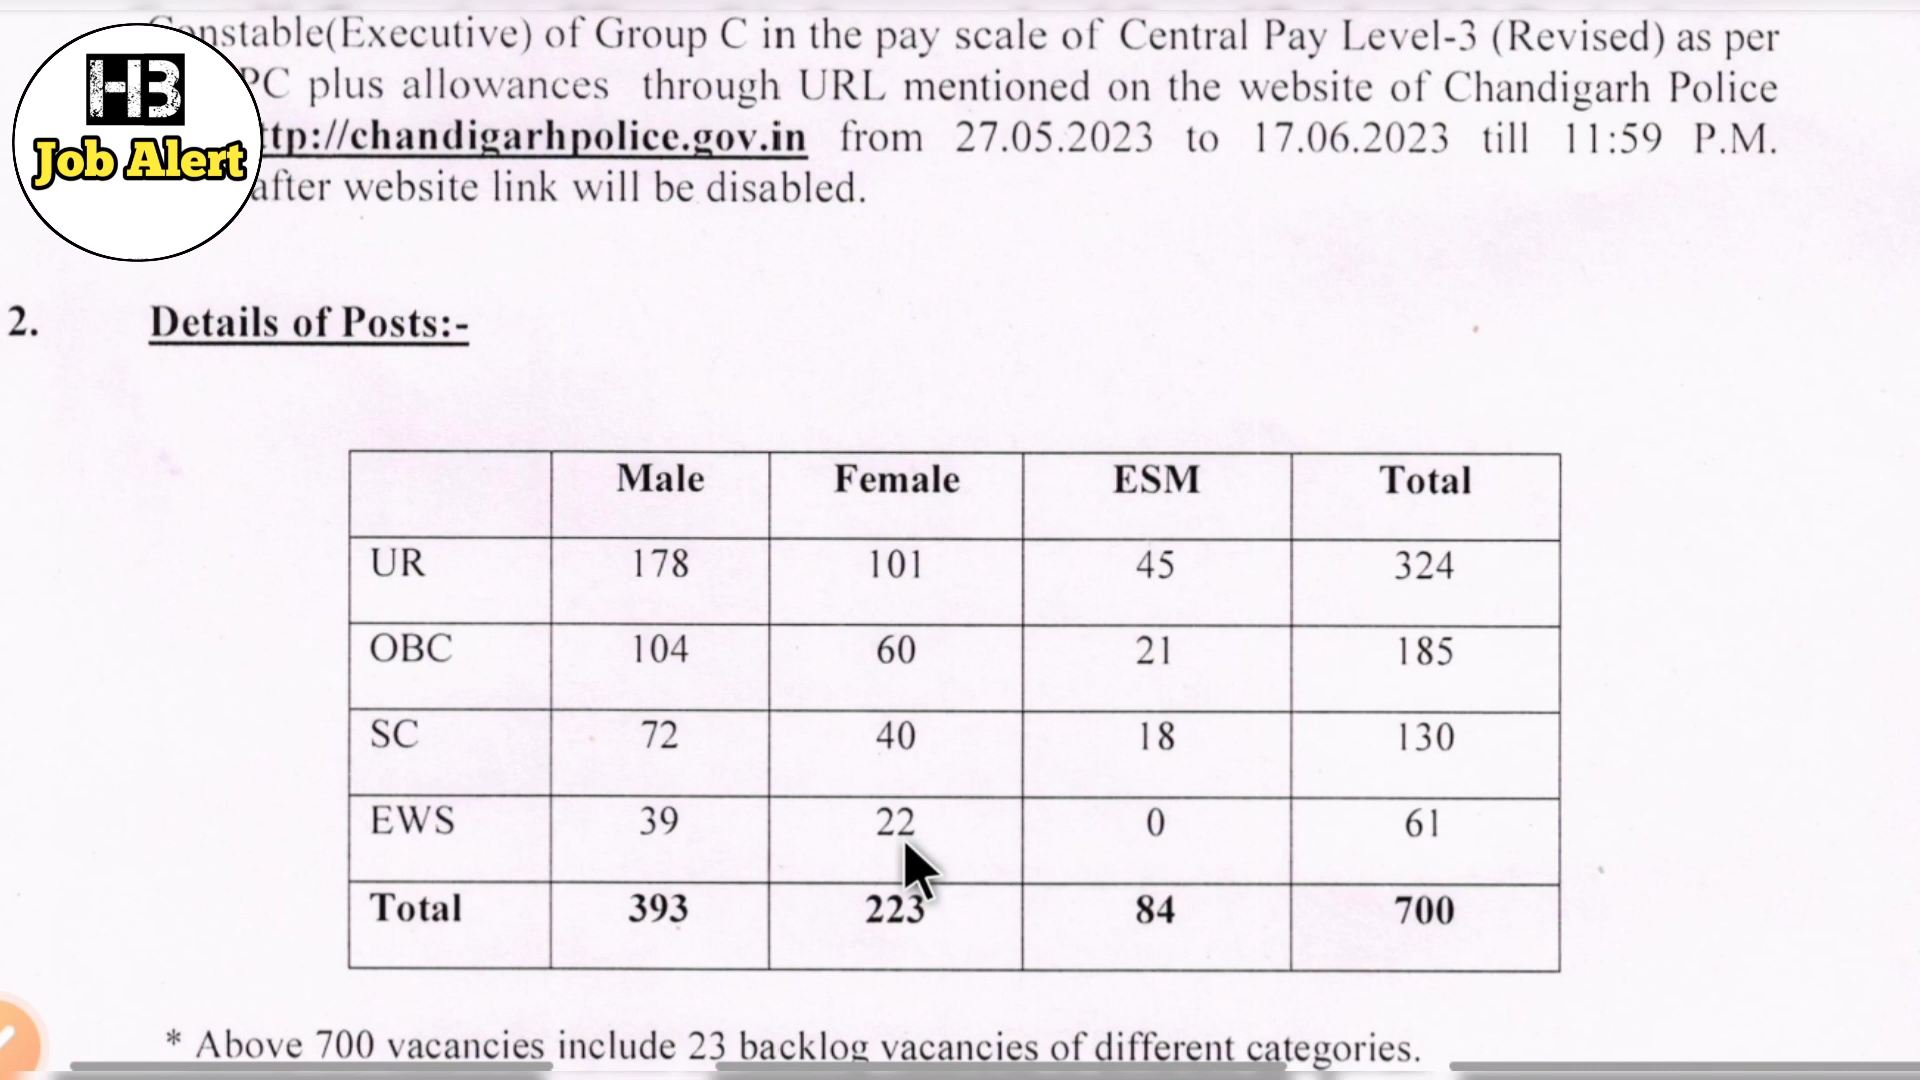 Constable(Executive) of Group C in the pay scale of Central Pay Level-3 (Revised) as per
PC plus allowances through URL mentioned on the website of Chandigarh Police
ttp://chandigarhpolice.gov.in from 27.05.2023 to 17.06.2023 till 11:59 P.M.
after website link will be disabled.
HB
Job Alert
2. Details of Posts:-
Male Female ESM Total
UR 178 101 45 324
OBC 104 60 21 185
SC 72 40 18 130
EWS 39 22 0 61
Total 393 223 84 700
* Above 700 vacancies include 23 backlog vacancies of different categories.